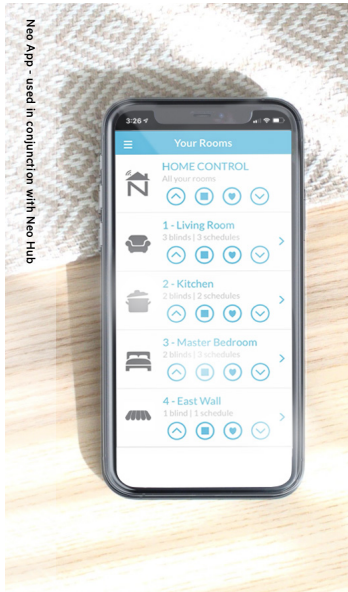 Neo App - used in conjunction with Neo Hub
3:26
Your Rooms
HOME CONTROL
All your rooms
1 - Living Room
3 blinds | 3 schedules
2 - Kitchen
2 blinds | 2 schedules
3 - Master Bedroom
2 blinds | 3 schedules
4 - East Wall
1 blind | 1 schedule